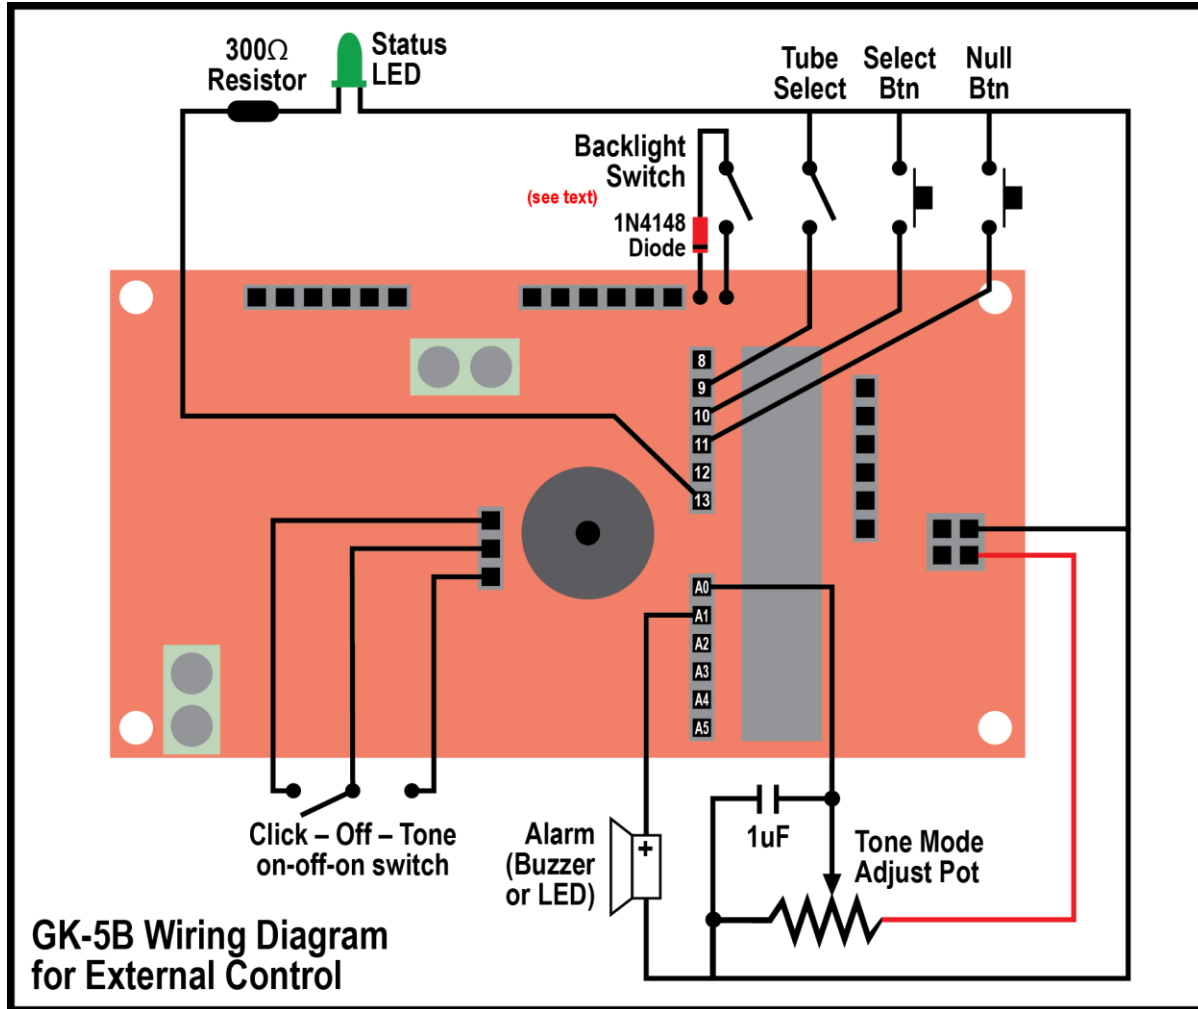 300Ω
Resistor
Status
LED
Tube
Select
Select
Btn
Null
Btn
Backlight
Switch
(see text)
1N4148
Diode
8
9
10
11
12
13
A0
A1
A2
A3
A4
A5
Click – Off – Tone
on-off-on switch
Alarm
(Buzzer
or LED)
+
1uF
Tone Mode
Adjust Pot
GK-5B Wiring Diagram
for External Control